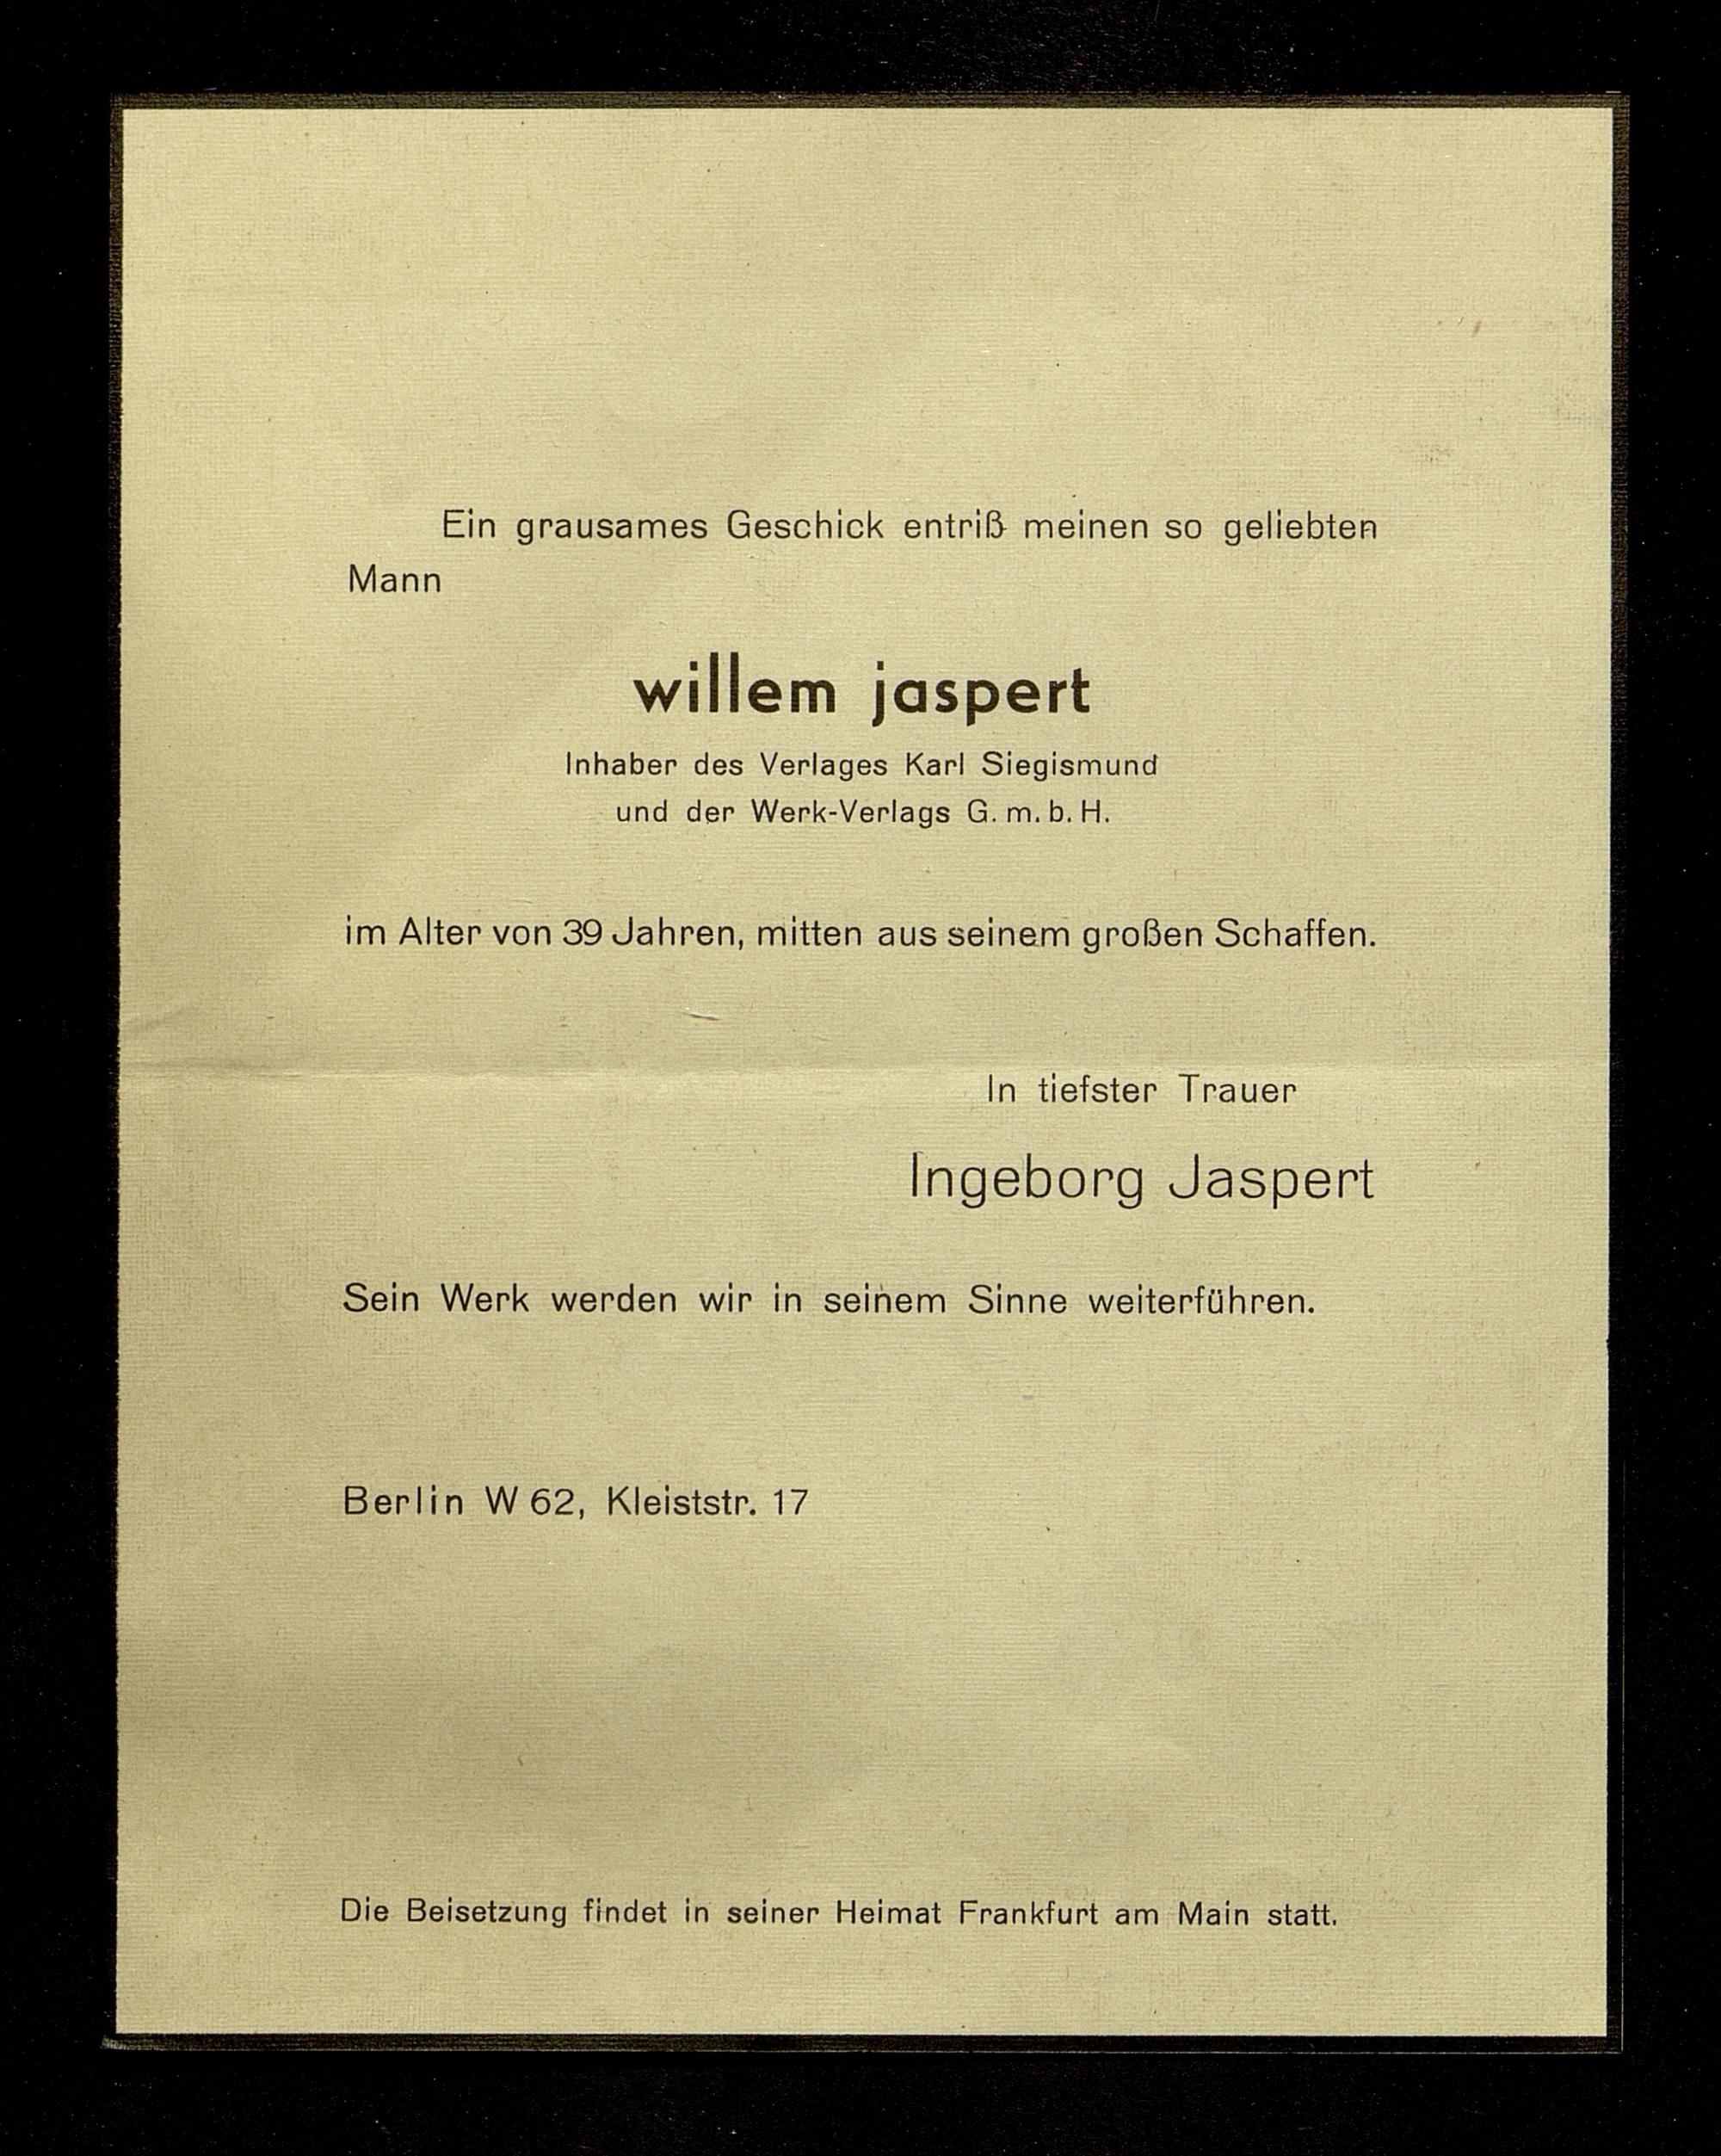 Ein grausames Geschick entriß meinen so geliebten
Mann
willem jaspert
Inhaber des Verlages Karl Siegismund
und der Werk-Verlags G. m. b. H.
im Alter von 39 Jahren, mitten aus seinem großen Schaffen.
In tiefster Trauer
Ingeborg Jaspert
Sein Werk werden wir in seinem Sinne weiterführen.
Berlin W 62, Kleiststr. 17
Die Beisetzung findet in seiner Heimat Frankfurt am Main statt.